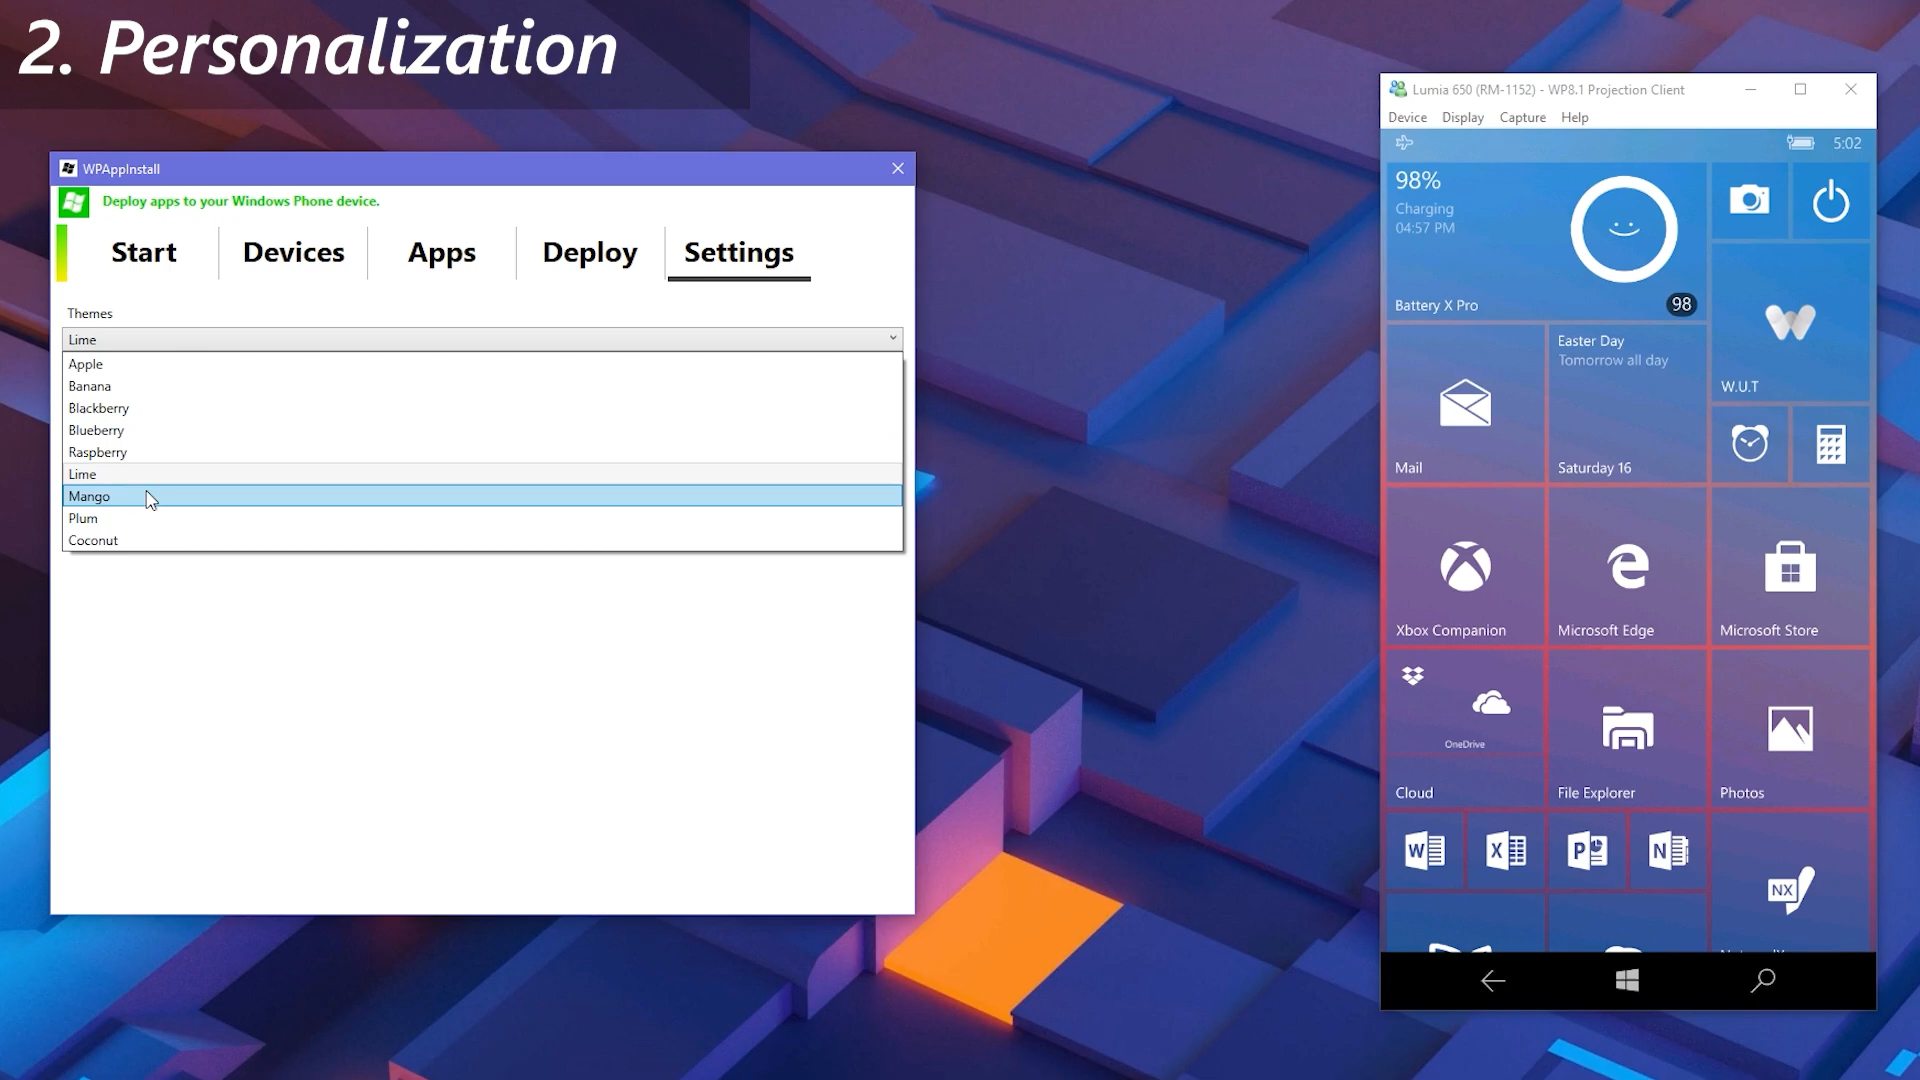 2. Personalization
WPAppInstall
Deploy apps to your Windows Phone device.
Start
Devices
Apps
Deploy
Settings
Themes
Lime
Apple
Banana
Blackberry
Blueberry
Raspberry
Lime
Mango
Plum
Coconut
Lumia 650 (RM-1152) - WP8.1 Projection Client
Device Display Capture Help
5:02
98%
Charging
04:57 PM
Battery X Pro
98
W.U.T
Mail
Easter Day
Tomorrow all day
Saturday 16
Xbox Companion
Microsoft Edge
Microsoft Store
OneDrive
Cloud
File Explorer
Photos
W
X
P
N
NX